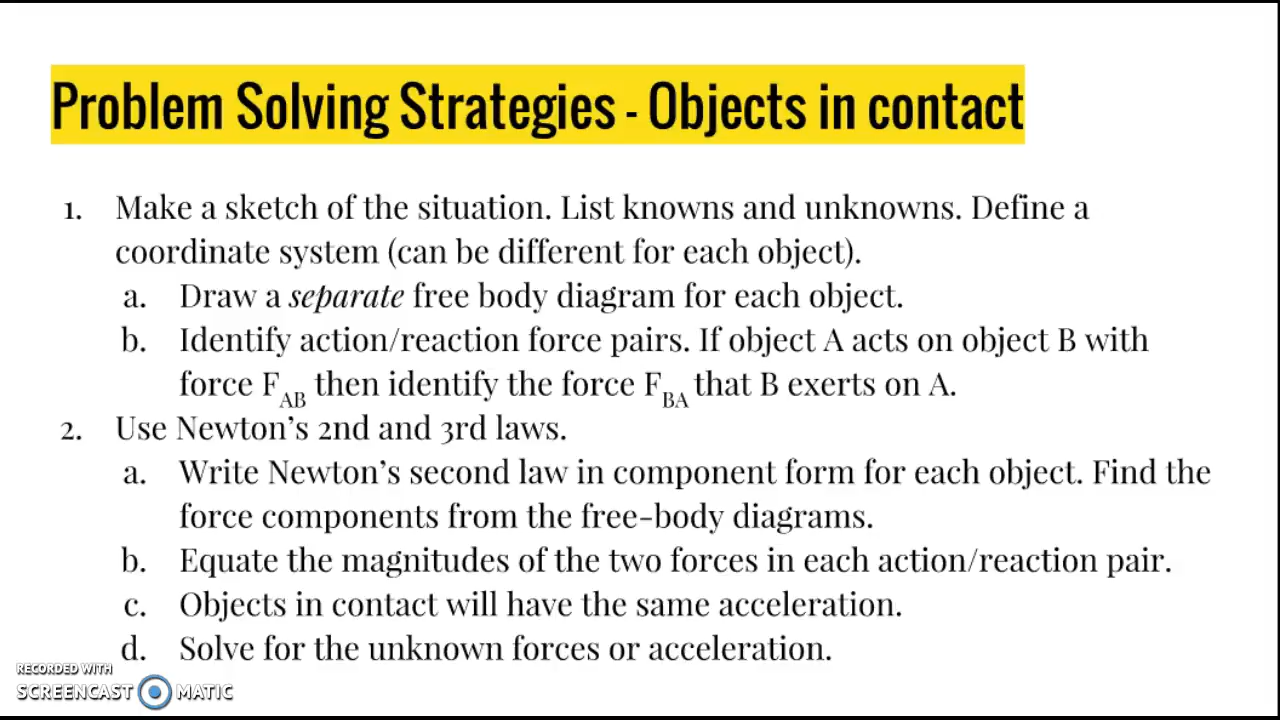 Problem Solving Strategies - Objects in contact
1. Make a sketch of the situation. List knowns and unknowns. Define a
coordinate system (can be different for each object).
a. Draw a separate free body diagram for each object.
b. Identify action/reaction force pairs. If object A acts on object B with
force F_AB then identify the force F_BA that B exerts on A.
2. Use Newton's 2nd and 3rd laws.
a. Write Newton's second law in component form for each object. Find the
force components from the free-body diagrams.
b. Equate the magnitudes of the two forces in each action/reaction pair.
c. Objects in contact will have the same acceleration.
d. Solve for the unknown forces or acceleration.
RECORDED WITH
SCREENCAST MATIC